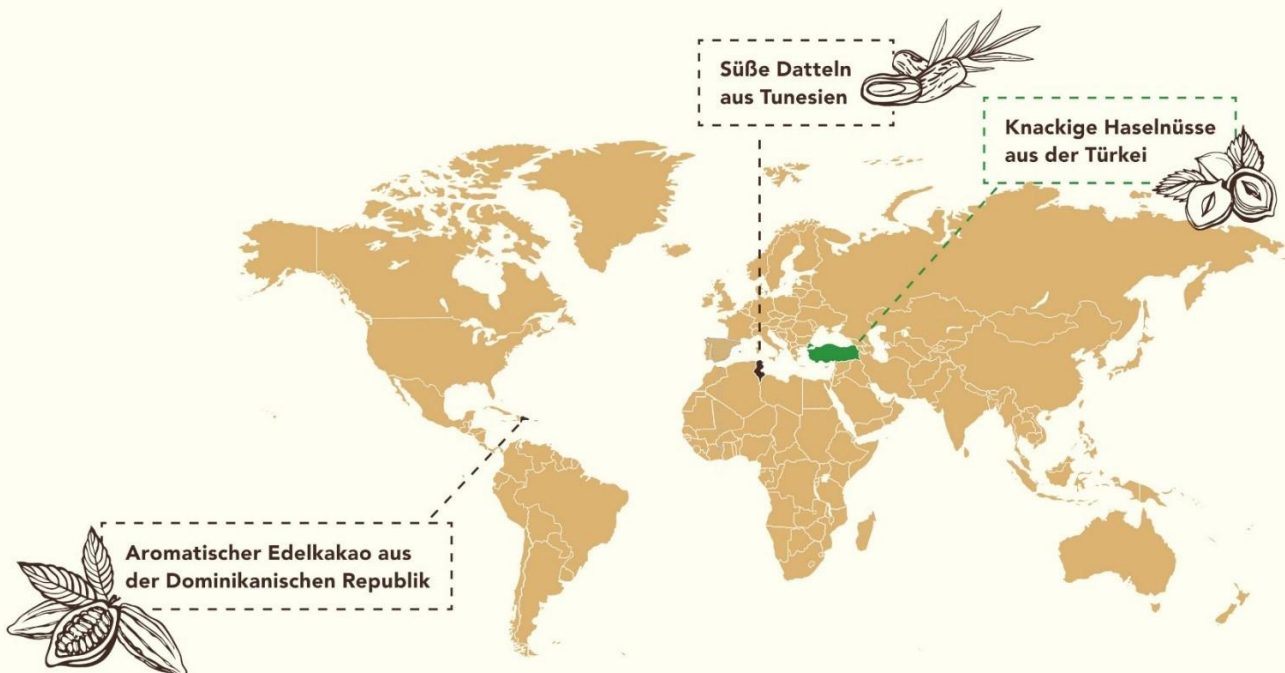 Süße Datteln
aus Tunesien
Knackige Haselnüsse
aus der Türkei
Aromatischer Edelkakao aus
der Dominikanischen Republik